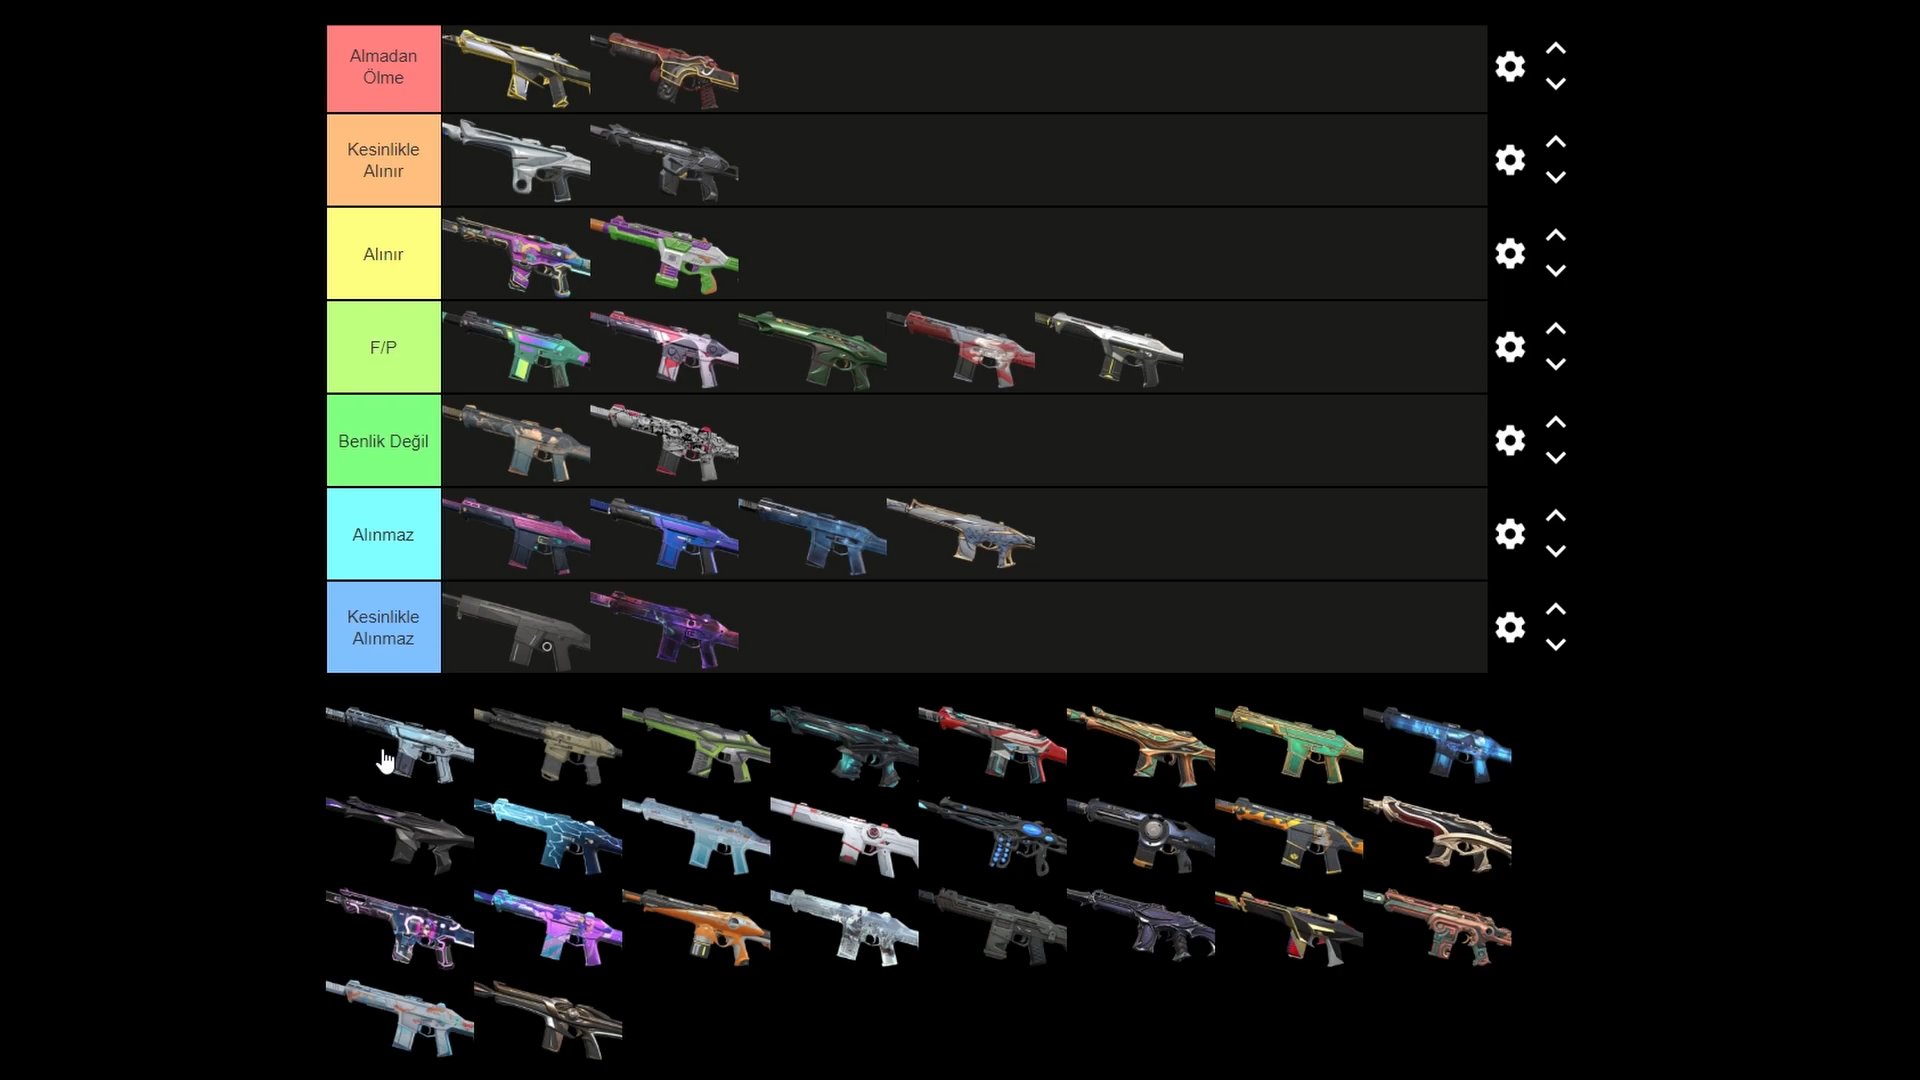 Almadan
Ölme
Kesinlikle
Alınır
Alınır
F/P
Benlik Değil
Alınmaz
Kesinlikle
Alınmaz